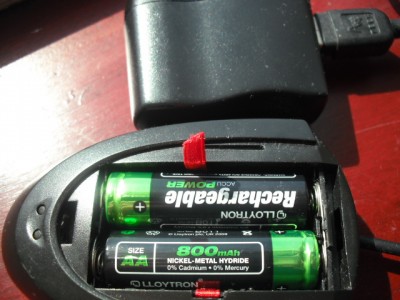 Rechargeable
ACCU POWER
LLOYTRON
SIZE
AA
800mAh
NICKEL-METAL HYDRIDE
0% Cadmium • 0% Mercury
LLOYTRON